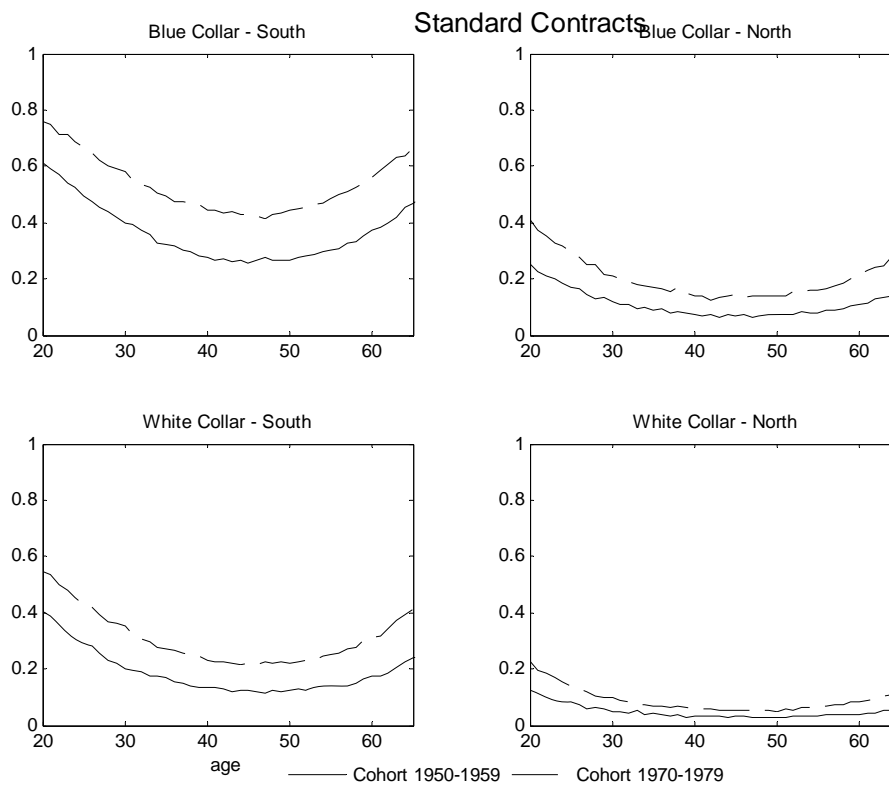 Standard Contracts
Blue Collar - South
Blue Collar - North
1
0.8
0.6
0.4
0.2
0
20 30 40 50 60
1
0.8
0.6
0.4
0.2
0
20 30 40 50 60
White Collar - South
White Collar - North
1
0.8
0.6
0.4
0.2
0
20 30 40 50 60
age
1
0.8
0.6
0.4
0.2
0
20 30 40 50 60
Cohort 1950-1959
Cohort 1970-1979